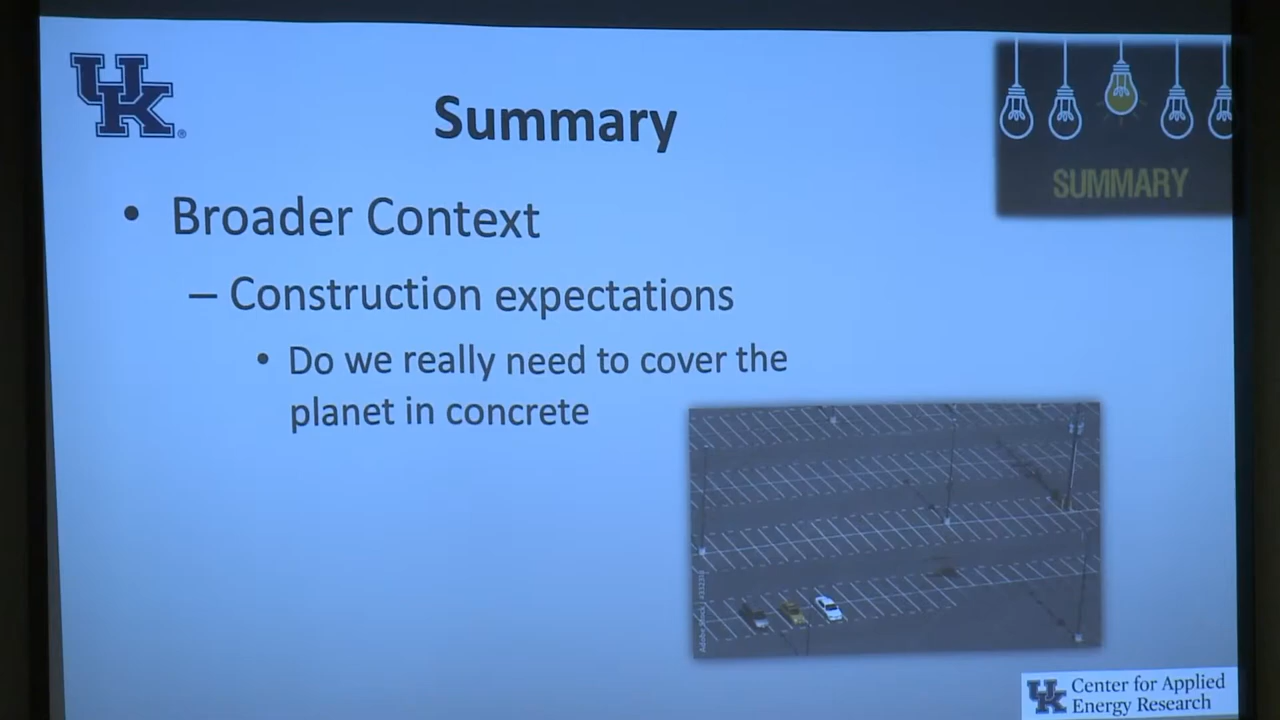 UK
Summary
SUMMARY
• Broader Context
– Construction expectations
• Do we really need to cover the
planet in concrete
UK Center for Applied
Energy Research